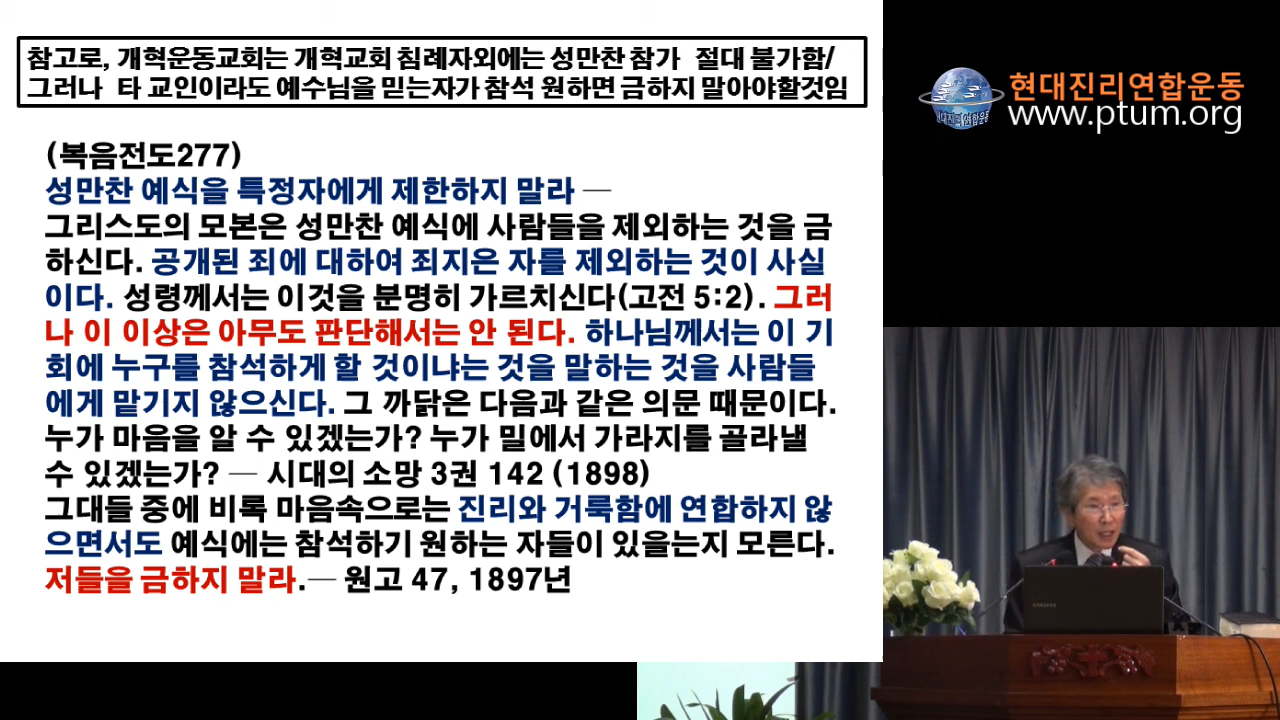 참고로, 개혁운동교회는 개혁교회 침례자외에는 성만찬 참가 절대 불가함/
그러나 타 교인이라도 예수님을 믿는자가 참석 원하면 금하지 말아야할것임
(복음전도277)
성만찬 예식을 특정자에게 제한하지 말라 ―
그리스도의 모본은 성만찬 예식에 사람들을 제외하는 것을 금
하신다. 공개된 죄에 대하여 죄지은 자를 제외하는 것이 사실
이다. 성령께서는 이것을 분명히 가르치신다(고전 5:2). 그러
나 이 이상은 아무도 판단해서는 안 된다. 하나님께서는 이 기
회에 누구를 참석하게 할 것이냐는 것을 말하는 것을 사람들
에게 맡기지 않으신다. 그 까닭은 다음과 같은 의문 때문이다.
누가 마음을 알 수 있겠는가? 누가 밀에서 가라지를 골라낼
수 있겠는가? ― 시대의 소망 3권 142 (1898)
그대들 중에 비록 마음속으로는 진리와 거룩함에 연합하지 않
으면서도 예식에는 참석하기 원하는 자들이 있을는지 모른다.
저들을 금하지 말라.― 원고 47, 1897년
현대진리연합운동
www.ptum.org
현대진리연합운동
SAMSUNG